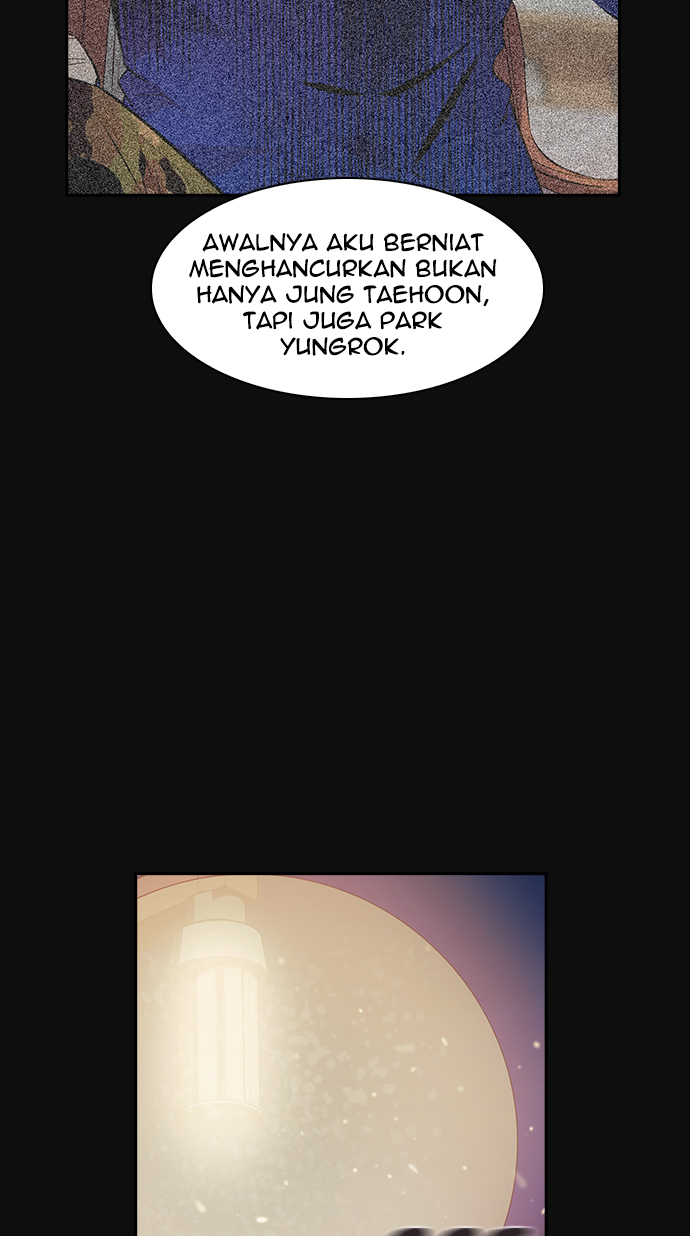 AWALNYA AKU BERNIAT
MENGHANCURKAN BUKAN
HANYA JUNG TAEHOON,
TAPI JUGA PARK
YUNGROK.